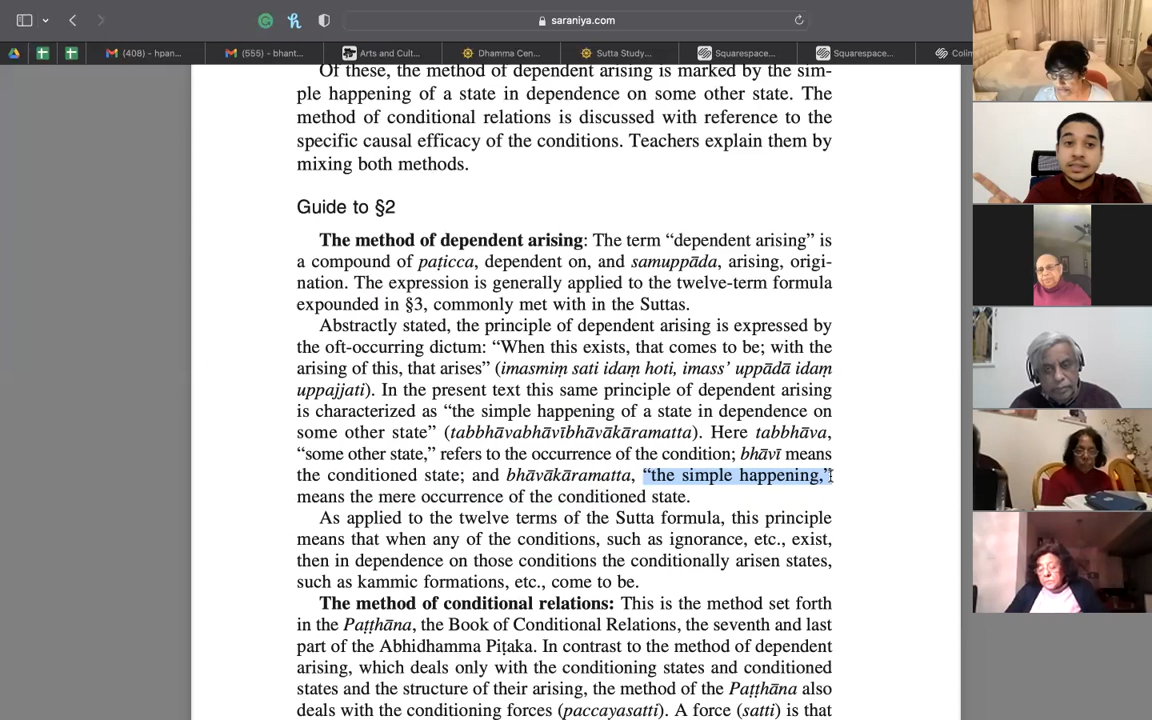 saraniya.com
(408) - hpan...
(555) - bhant...
Arts and Cult...
Dhamma Cen...
Sutta Study...
Squarespace...
Squarespace...
Colin
Of these, the method of dependent arising is marked by the sim-
ple happening of a state in dependence on some other state. The
method of conditional relations is discussed with reference to the
specific causal efficacy of the conditions. Teachers explain them by
mixing both methods.
Guide to §2
The method of dependent arising: The term “dependent arising” is
a compound of paṭicca, dependent on, and samuppāda, arising, origi-
nation. The expression is generally applied to the twelve-term formula
expounded in §3, commonly met with in the Suttas.
Abstractly stated, the principle of dependent arising is expressed by
the oft-occurring dictum: “When this exists, that comes to be; with the
arising of this, that arises” (imasmiṃ sati idaṃ hoti, imass’ uppādā idaṃ
uppajjati). In the present text this same principle of dependent arising
is characterized as “the simple happening of a state in dependence on
some other state” (tabbhāvabhāvībhāvākāramatta). Here tabbhāva,
“some other state,” refers to the occurrence of the condition; bhāvī means
the conditioned state; and bhāvākāramatta, “the simple happening,”
means the mere occurrence of the conditioned state.
As applied to the twelve terms of the Sutta formula, this principle
means that when any of the conditions, such as ignorance, etc., exist,
then in dependence on those conditions the conditionally arisen states,
such as kammic formations, etc., come to be.
The method of conditional relations: This is the method set forth
in the Paṭṭhāna, the Book of Conditional Relations, the seventh and last
part of the Abhidhamma Piṭaka. In contrast to the method of dependent
arising, which deals only with the conditioning states and conditioned
states and the structure of their arising, the method of the Paṭṭhāna also
deals with the conditioning forces (paccayasatti). A force (satti) is that